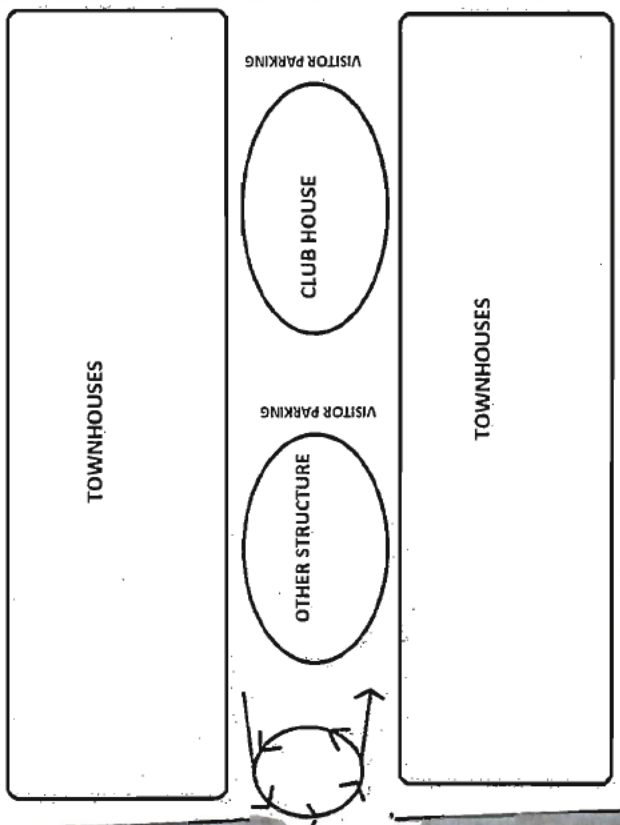 VISITOR PARKING
CLUB HOUSE
TOWNHOUSES
TOWNHOUSES
VISITOR PARKING
OTHER STRUCTURE